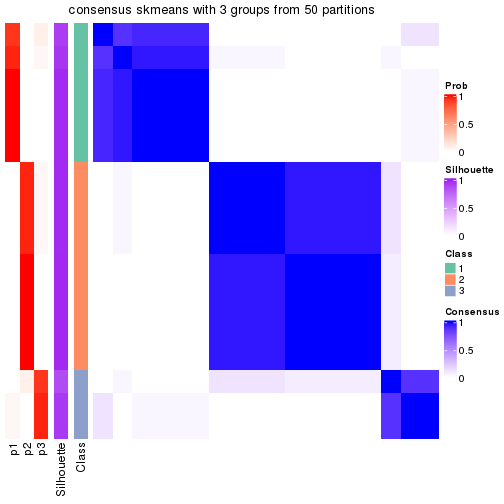 consensus skmeans with 3 groups from 50 partitions
Prob
1
0.5
0
Silhouette
1
0.5
0
Class
1
2
3
Consensus
1
0.5
0
p1
p2
p3
Silhouette
Class